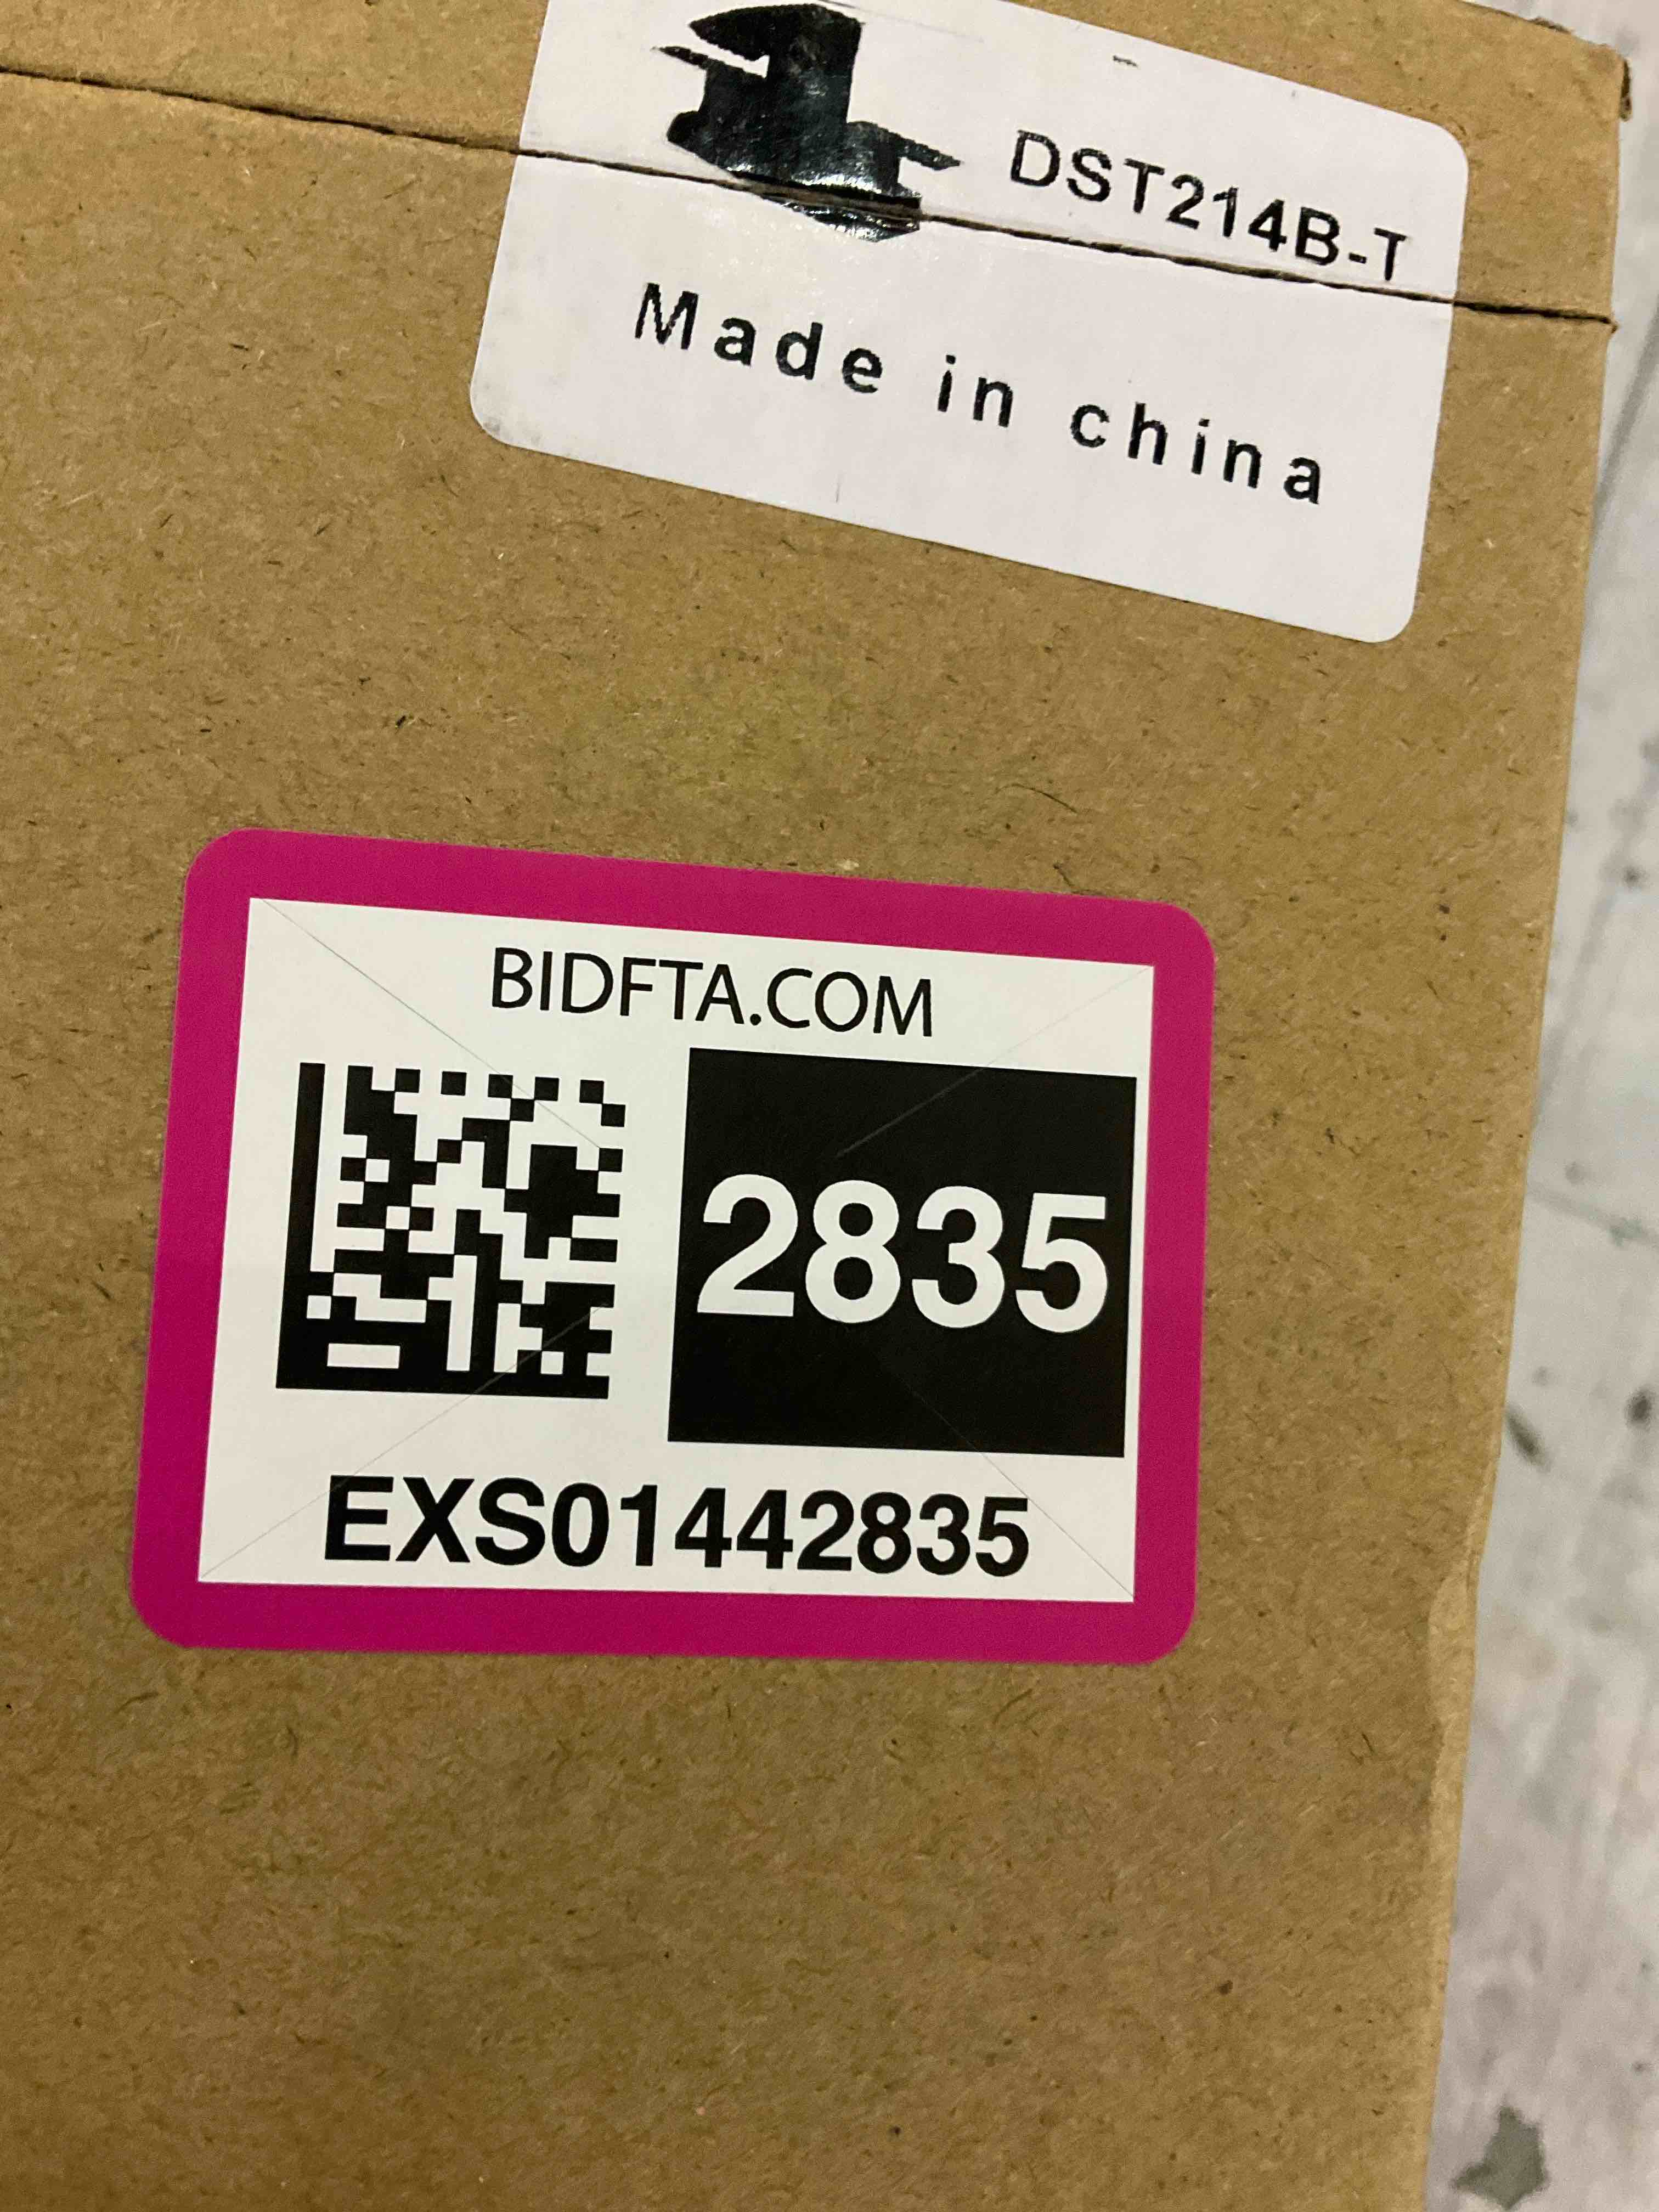 DST214B-T
Made in china
BIDFTA.COM
2835
EXS01442835